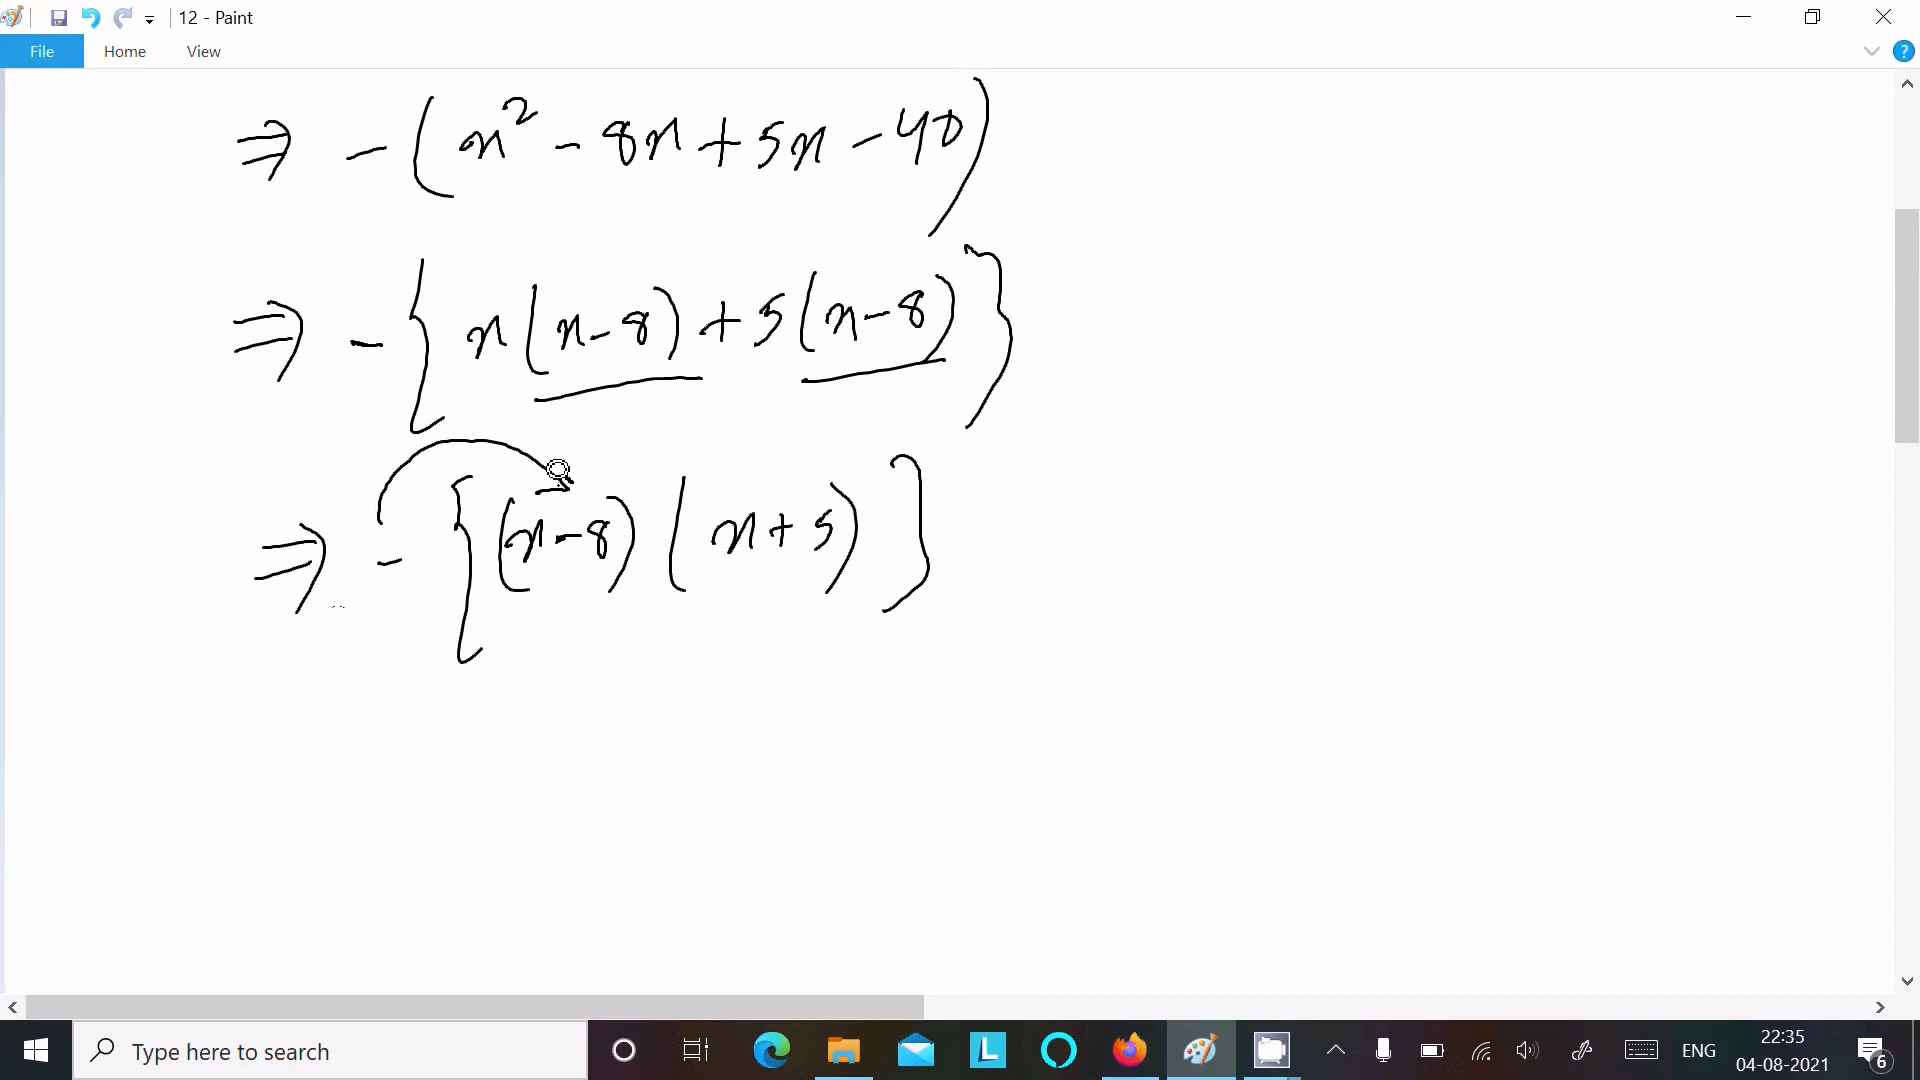 12 - Paint
File Home View
⇒ - (x² - 8x + 5x - 40)
⇒ - { x(x-8) + 5(x-8) }
⇒ - { (x-8) (x+5) }
Type here to search
L
ENG
22:35
04-08-2021
6